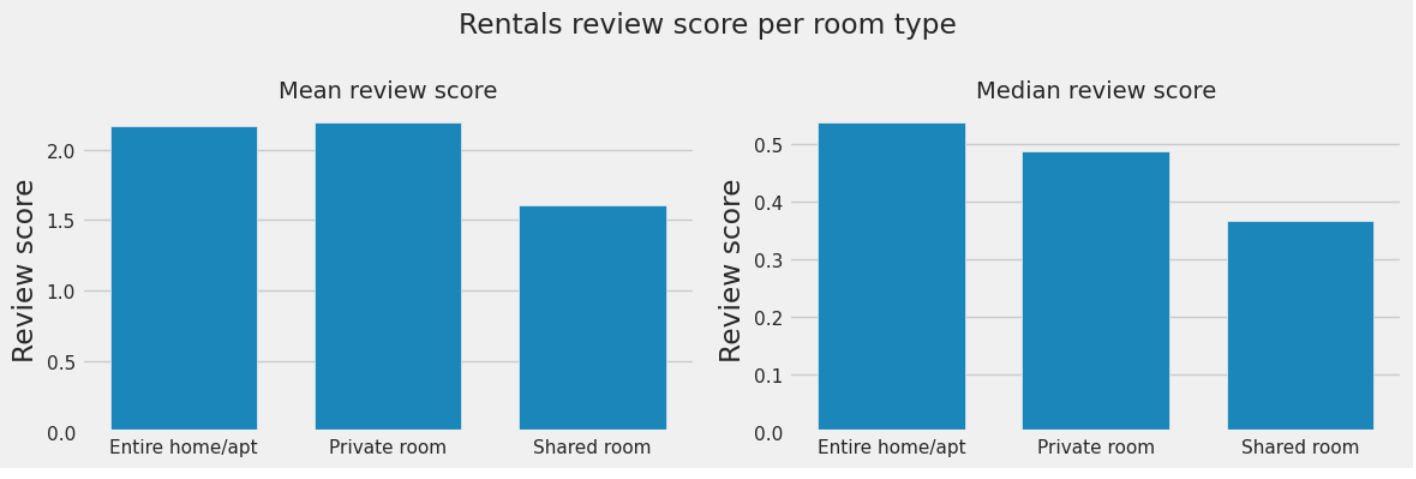 Rentals review score per room type
Mean review score
Review score
2.0
1.5
1.0
0.5
0.0
Entire home/apt Private room Shared room
Median review score
Review score
0.5
0.4
0.3
0.2
0.1
0.0
Entire home/apt Private room Shared room